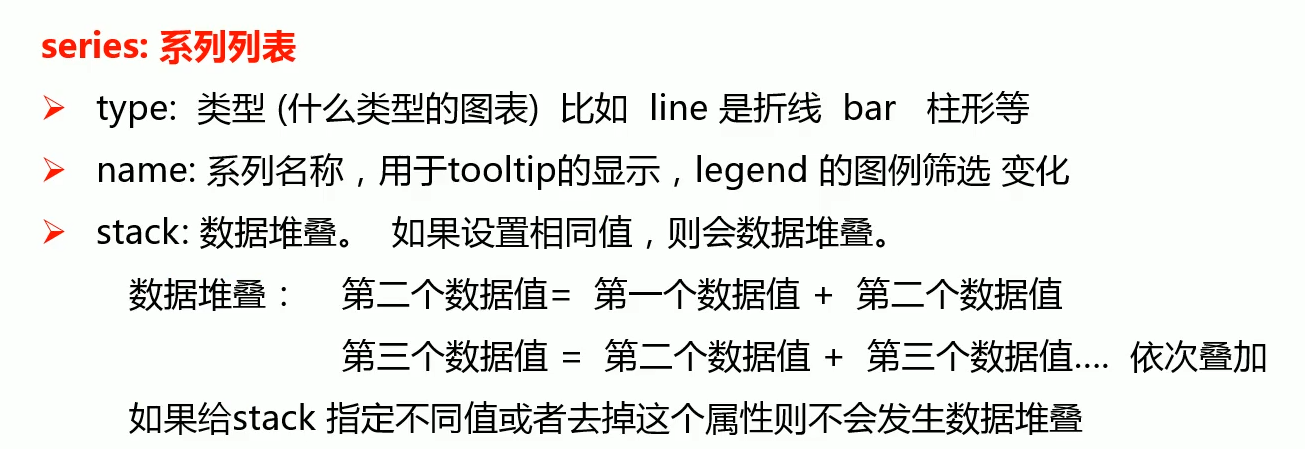 series: 系列列表
type: 类型 (什么类型的图表) 比如 line 是折线 bar 柱形等
name: 系列名称，用于tooltip的显示，legend 的图例筛选 变化
stack: 数据堆叠。 如果设置相同值，则会数据堆叠。
数据堆叠： 第二个数据值= 第一个数据值 + 第二个数据值
第三个数据值 = 第二个数据值 + 第三个数据值.... 依次叠加
如果给stack 指定不同值或者去掉这个属性则不会发生数据堆叠